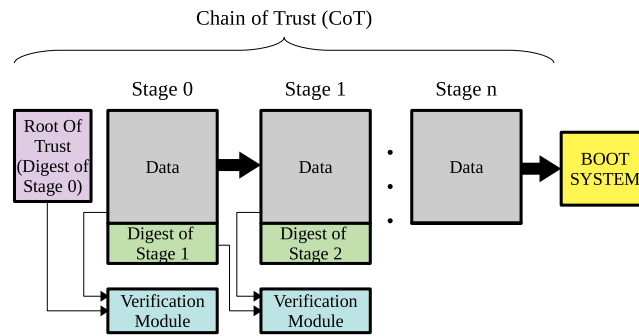 Chain of Trust (CoT)
Stage 0
Stage 1
Stage n
Root Of
Trust
(Digest of
Stage 0)
Data
Data
Data
BOOT
SYSTEM
Digest of
Stage 1
Digest of
Stage 2
Verification
Module
Verification
Module